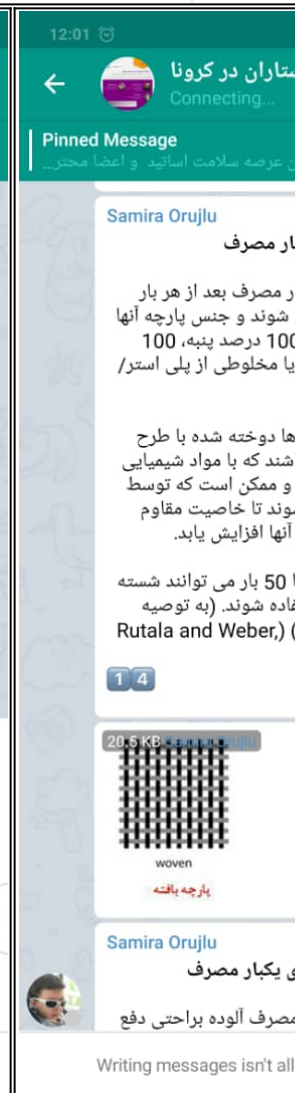 12:01
ستاران در کرونا
Connecting...
Pinned Message
ن عرصه سلامت اساتید و اعضا محتر...
Samira Orujlu
بار مصرف
ر مصرف بعد از هر بار
شوند و جنس پارچه آنها
100 درصد پنبه، 100
یا مخلوطی از پلی استر/
ها دوخته شده با طرح
شند که با مواد شیمیایی
و ممکن است که توسط
شوند تا خاصیت مقاوم
آنها افزایش یابد.
ا 50 بار می توانند شسته
فاده شوند. (به توصیه
Rutala and Weber,) (
1 4
20.5 KB
Samira Orujlu
woven
پارچه بافته
Samira Orujlu
ی یکبار مصرف
مصرف آلوده براحتی دفع
Writing messages isn't all